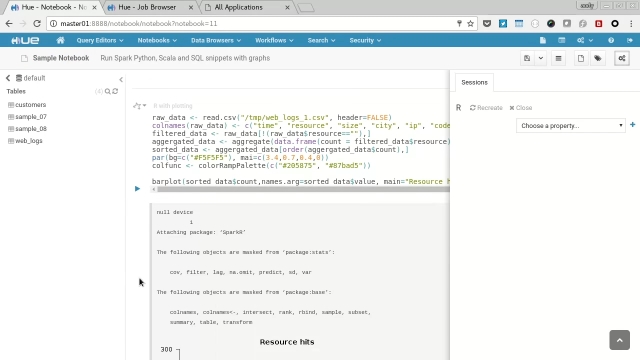 Hue - Notebook - No
Hue - Job Browser
All Applications
master01:8888/notebook/notebook?notebook=11
HUE
Query Editors
Notebooks
Data Browsers
Workflows
Search
Security
Sample Notebook
Run Spark Python, Scala and SQL snippets with graphs
default
Tables
(4)
customers
sample_07
sample_08
web_logs
R with plotting
raw_data <- read.csv("/tmp/web_logs_1.csv", header=FALSE)
colnames(raw_data) <- c("time", "resource", "size", "city", "ip", "code
filtered_data <- raw_data[!(raw_data$resource==""),]
aggergated_data <- aggregate(data.frame(count = filtered_data$resource)
sorted_data <- aggergated_data[order(aggergated_data$count),]
par(bg=c("#F5F5F5"), mai=c(3.4,0.7,0.4,0))
colfunc <- colorRampPalette(c("#205875", "#87bad5"))
barplot(sorted_data$count,names.arg=sorted_data$value, main="Resource h
null device
1
Attaching package: 'SparkR'
The following objects are masked from 'package:stats':
cov, filter, lag, na.omit, predict, sd, var
The following objects are masked from 'package:base':
colnames, colnames<-, intersect, rank, rbind, sample, subset,
summary, table, transform
Resource hits
300
Sessions
R
Recreate
Close
Choose a property...